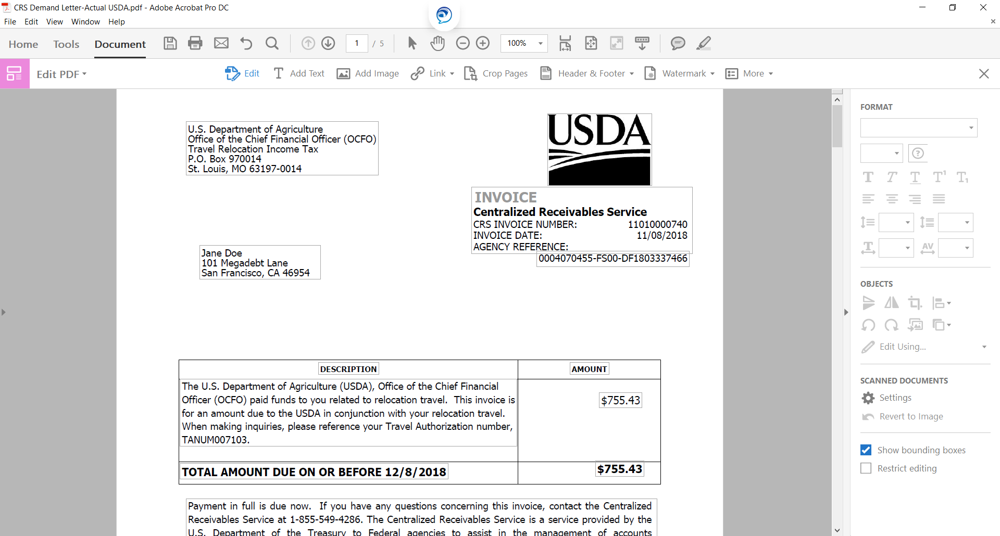 CRS Demand Letter-Actual USDA.pdf - Adobe Acrobat Pro DC
File Edit View Window Help
Home Tools Document 1 / 5 100%
Edit PDF Edit Add Text Add Image Link Crop Pages Header & Footer Watermark More
U.S. Department of Agriculture
Office of the Chief Financial Officer (OCFO)
Travel Relocation Income Tax
P.O. Box 970014
St. Louis, MO 63197-0014
USDA
INVOICE
Centralized Receivables Service
CRS INVOICE NUMBER: 11010000740
INVOICE DATE: 11/08/2018
AGENCY REFERENCE:
0004070455-FS00-DF1803337466
Jane Doe
101 Megadebt Lane
San Francisco, CA 46954
DESCRIPTION AMOUNT
The U.S. Department of Agriculture (USDA), Office of the Chief Financial
Officer (OCFO) paid funds to you related to relocation travel. This invoice is
for an amount due to the USDA in conjunction with your relocation travel.
When making inquiries, please reference your Travel Authorization number,
TANUM007103.
$755.43
TOTAL AMOUNT DUE ON OR BEFORE 12/8/2018 $755.43
Payment in full is due now. If you have any questions concerning this invoice, contact the Centralized
Receivables Service at 1-855-549-4286. The Centralized Receivables Service is a service provided by the
U.S. Department of the Treasury to Federal agencies to assist in the management of accounts
FORMAT
OBJECTS
Edit Using...
SCANNED DOCUMENTS
Settings
Revert to Image
Show bounding boxes
Restrict editing